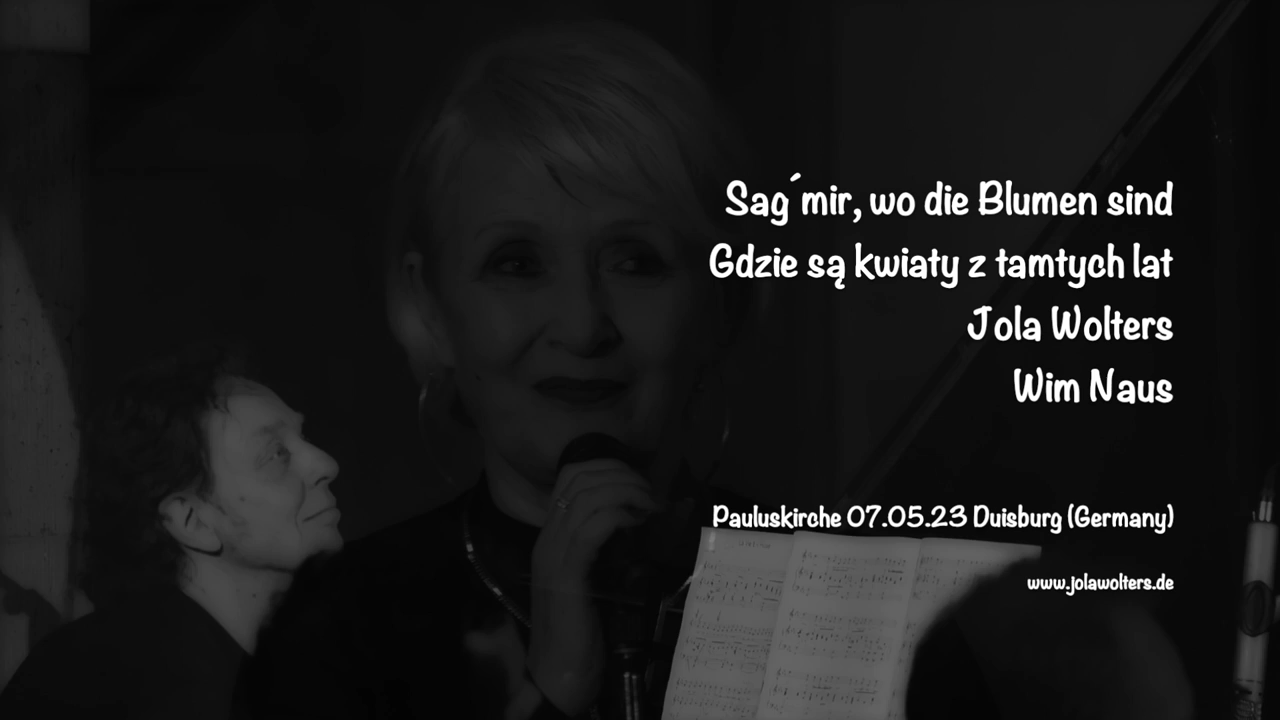 Sag´mir, wo die Blumen sind
Gdzie są kwiaty z tamtych lat
Jola Wolters
Wim Naus
Pauluskirche 07.05.23 Duisburg (Germany)
www.jolawolters.de